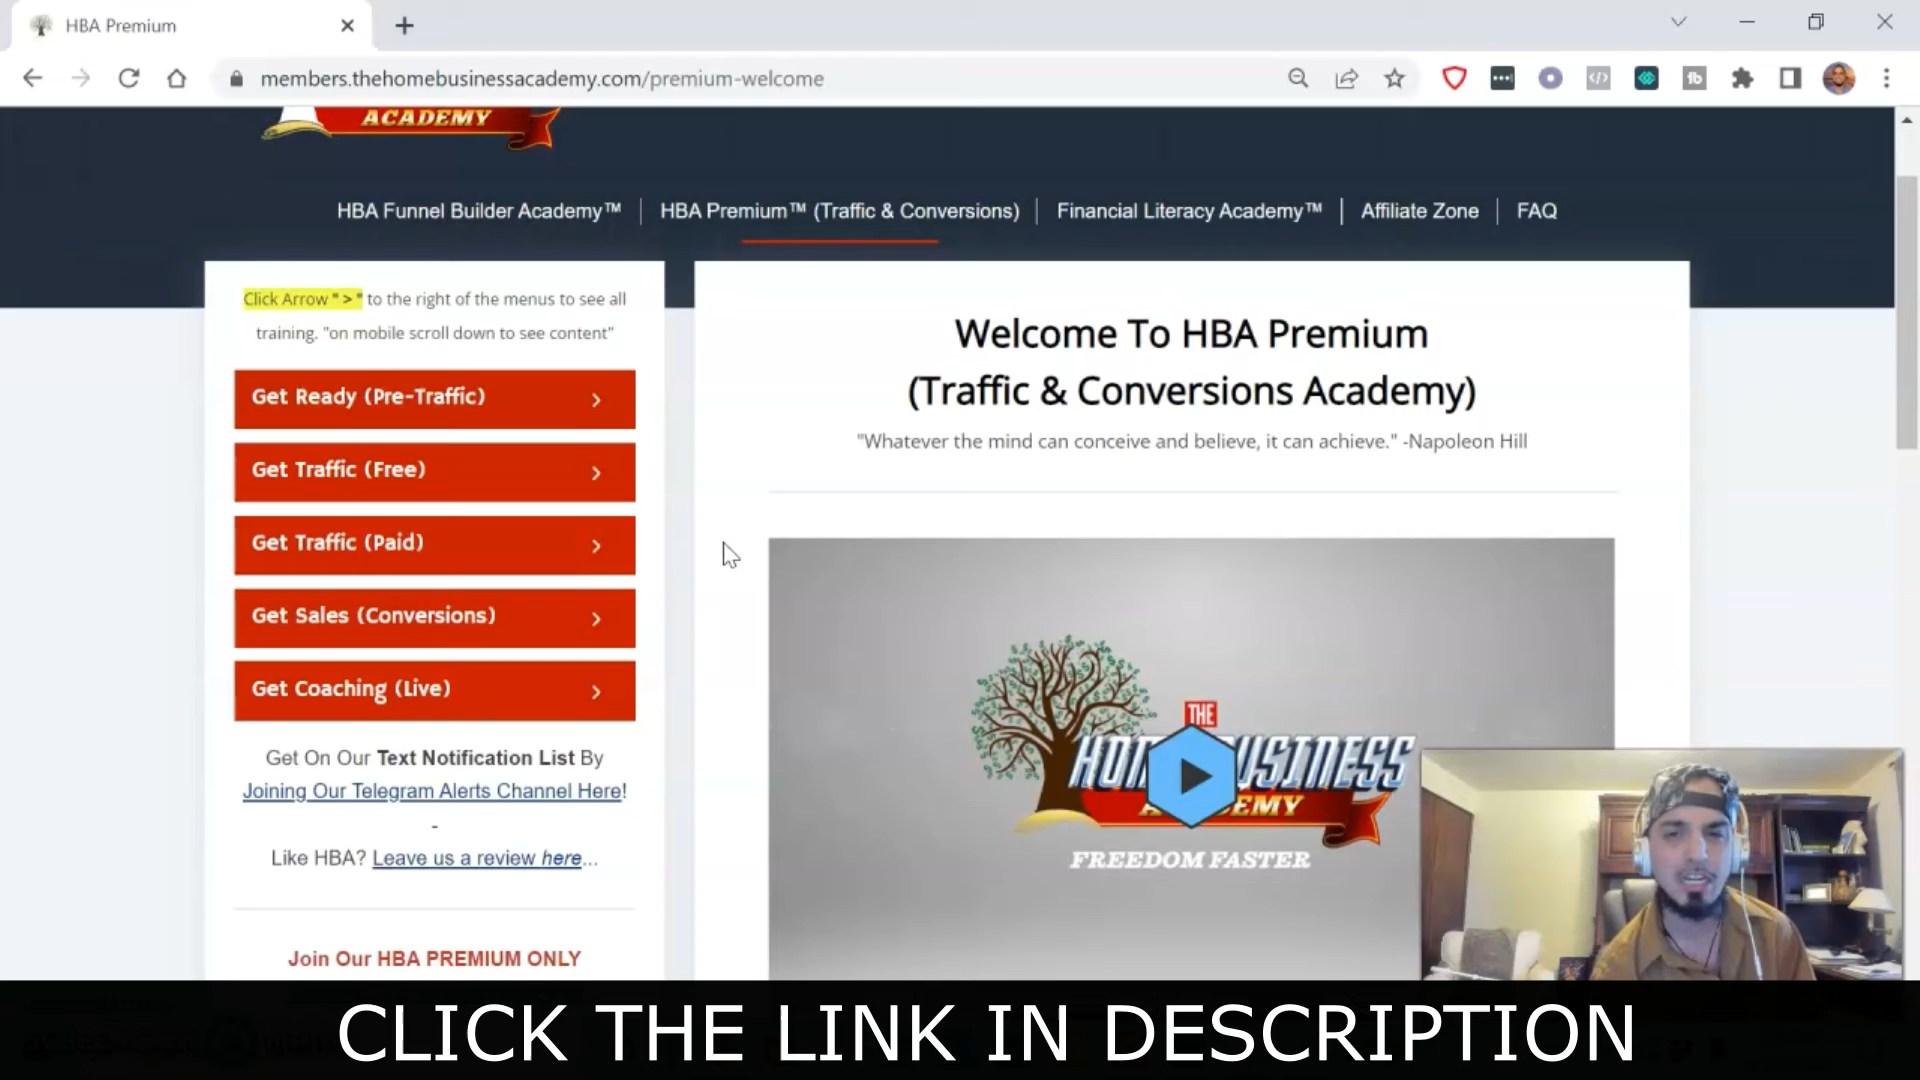 HBA Premium
members.thehomebusinessacademy.com/premium-welcome
ACADEMY
HBA Funnel Builder Academy™
HBA Premium™ (Traffic & Conversions)
Financial Literacy Academy™
Affiliate Zone
FAQ
Click Arrow " > " to the right of the menus to see all
training. "on mobile scroll down to see content"
Get Ready (Pre-Traffic)
Get Traffic (Free)
Get Traffic (Paid)
Get Sales (Conversions)
Get Coaching (Live)
Get On Our Text Notification List By
Joining Our Telegram Alerts Channel Here!
-
Like HBA? Leave us a review here...
Join Our HBA PREMIUM ONLY
Welcome To HBA Premium
(Traffic & Conversions Academy)
"Whatever the mind can conceive and believe, it can achieve." -Napoleon Hill
THE
FREEDOM FASTER
CLICK THE LINK IN DESCRIPTION